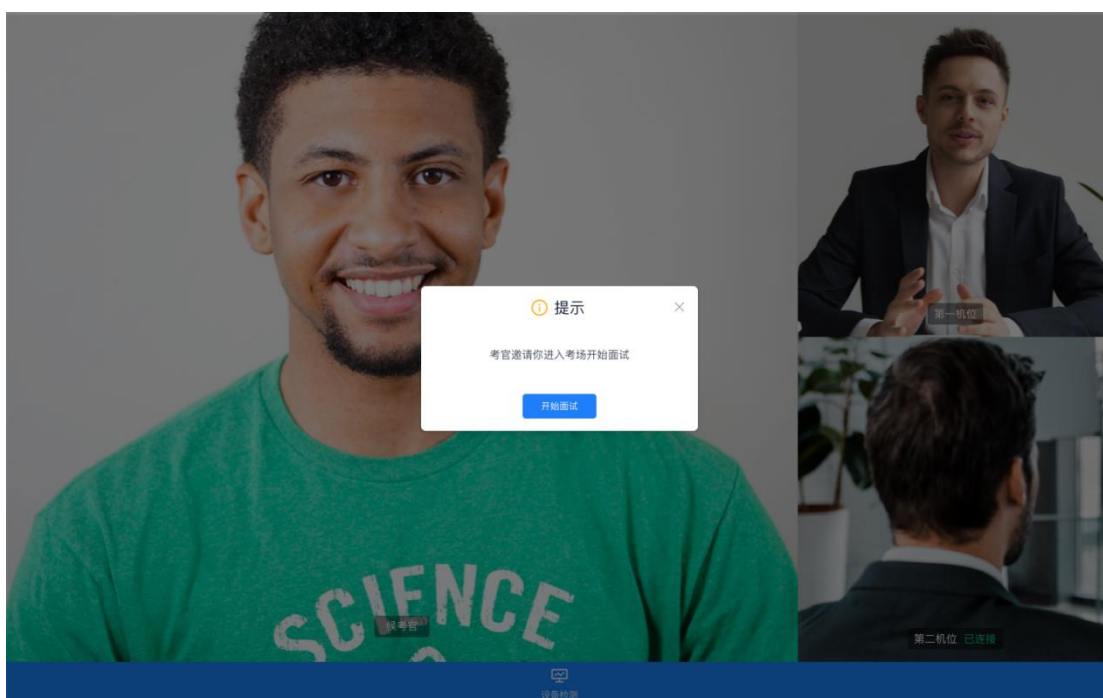 提示
考官邀请你进入考场开始面试
开始面试
第一机位
SCIENCE
候考官
第二机位 已连接
设备检测